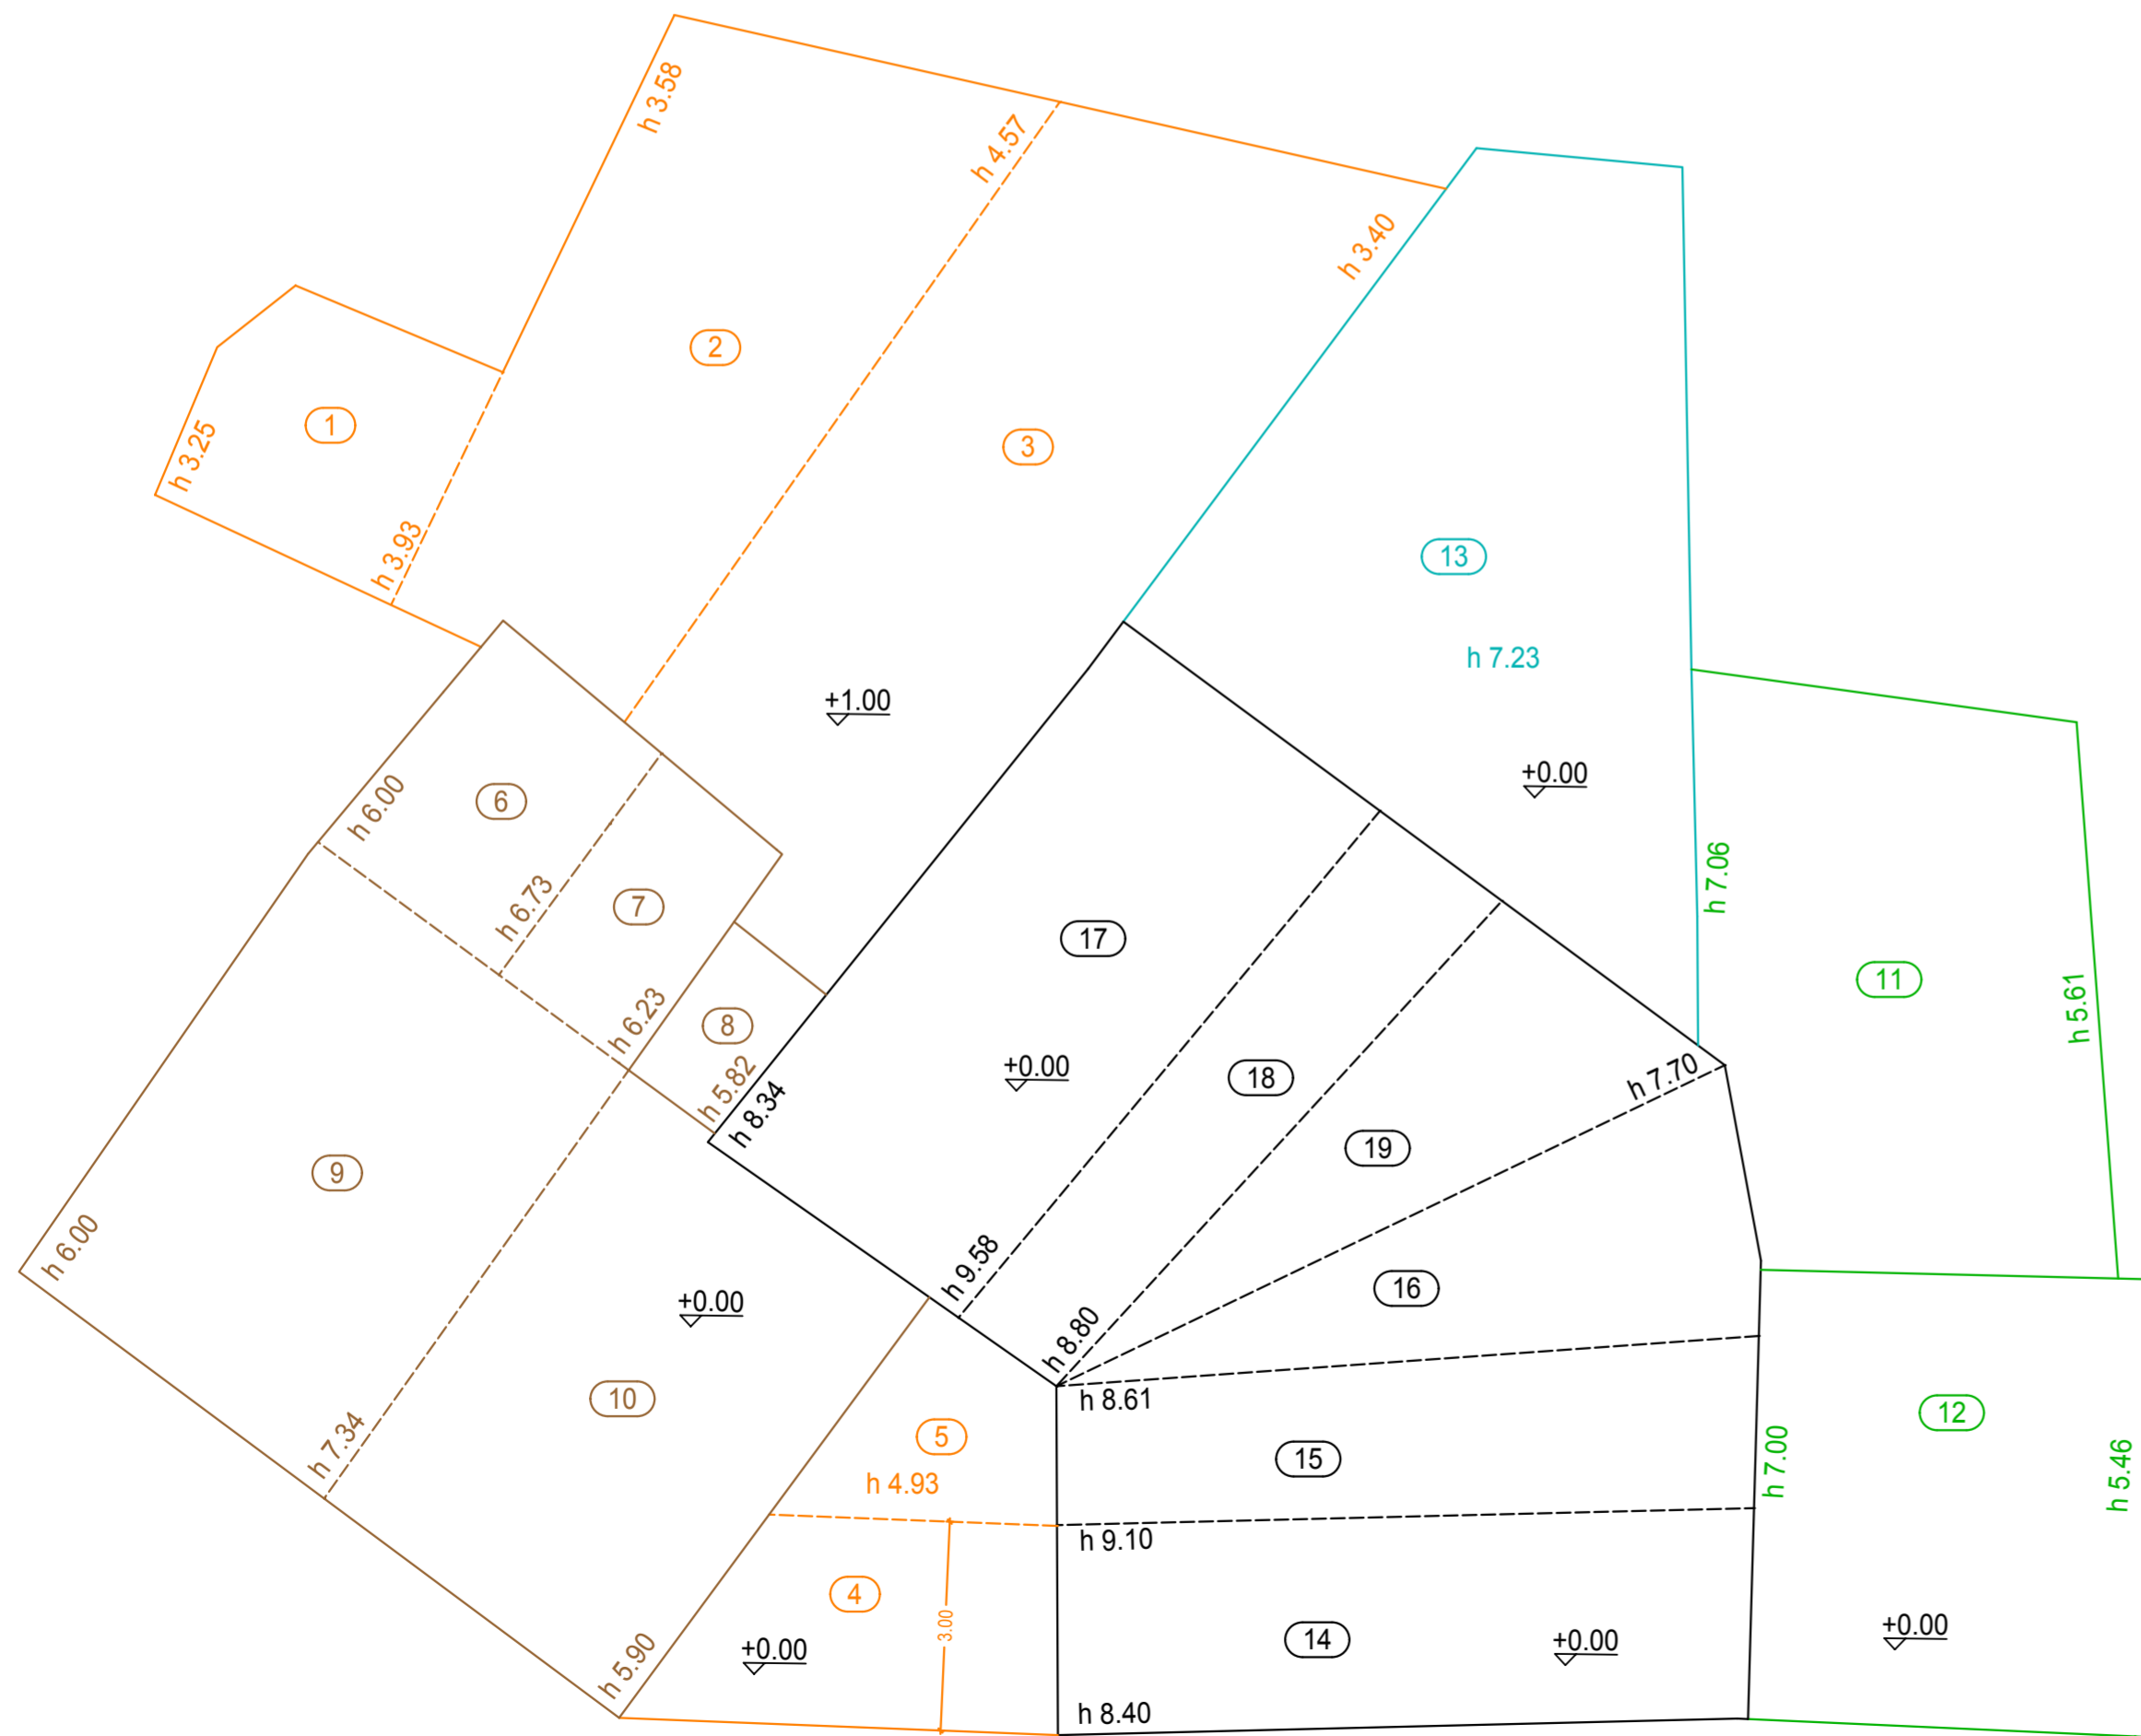 h 3.58
h 4.57
h 3.40
2
1
3
h 3.25
h 3.93
13
h 7.23
+1.00
+0.00
6
h 6.00
h 7.06
7
h 6.73
17
11
h 5.61
h 6.23
8
h 5.82
+0.00
18
h 7.70
h 8.34
19
9
h 6.00
h 9.58
16
+0.00
h 8.80
10
h 8.61
12
5
h 7.34
h 4.93
15
h 7.00
h 5.46
h 9.10
4
3.00
14
+0.00
+0.00
+0.00
h 5.90
h 8.40